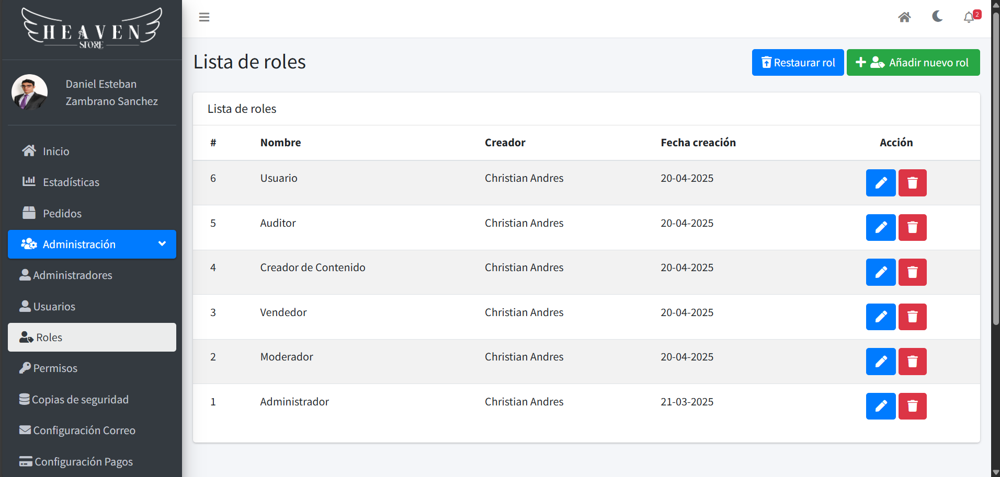 HEAVEN
STORE
Daniel Esteban
Zambrano Sanchez
Inicio
Estadísticas
Pedidos
Administración
Administradores
Usuarios
Roles
Permisos
Copias de seguridad
Configuración Correo
Configuración Pagos
2
Lista de roles
Restaurar rol
Añadir nuevo rol
Lista de roles
# Nombre Creador Fecha creación Acción
6 Usuario Christian Andres 20-04-2025
5 Auditor Christian Andres 20-04-2025
4 Creador de Contenido Christian Andres 20-04-2025
3 Vendedor Christian Andres 20-04-2025
2 Moderador Christian Andres 20-04-2025
1 Administrador Christian Andres 21-03-2025